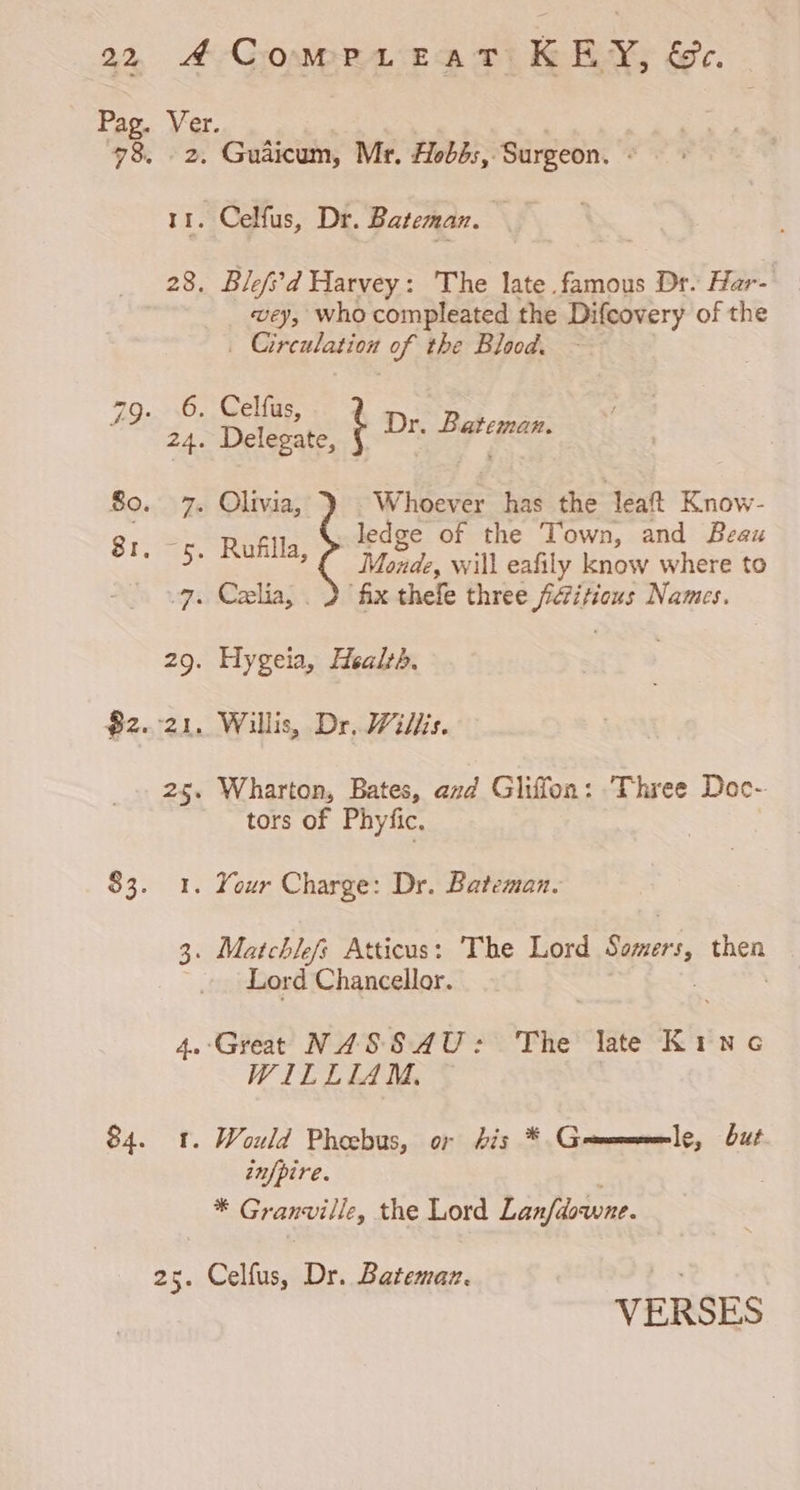 22 A COMPLEAT KEY, &c.
Pag. Ver.
78. 2. Guaicum, Mr. Hobbs, Surgeon.
11. Celſus, Dr. Bateman.
28. Bleſs'd Harvey: The late famous Dr. Har-
vey, who compleated the Diſcovery of the
Circulation of the Blood.
79. 6. Celſus, } Dr. Bateman.
24. Delegate,
80. 7. Olivia, } Whoever has the leaſt Know-
81. 5. Rufilla, ledge of the Town, and Beau
Monde, will eaſily know where to
7. Cælia, fix theſe three fictitious Names.
29. Hygeia, Health.
82. 21. Willis, Dr. Willis.
25. Wharton, Bates, and Gliſſon: Three Doc-
tors of Phyſic.
83. 1. Your Charge: Dr. Bateman.
3. Matchleſs Atticus: The Lord Somers, then
Lord Chancellor.
4. Great NASSAU: The late KING
WILLIAM.
84. 1. Would Phœbus, or his * G——le, but
inſpire.
* Granville, the Lord Lanſdowne.
25. Celſus, Dr. Bateman.
VERSES